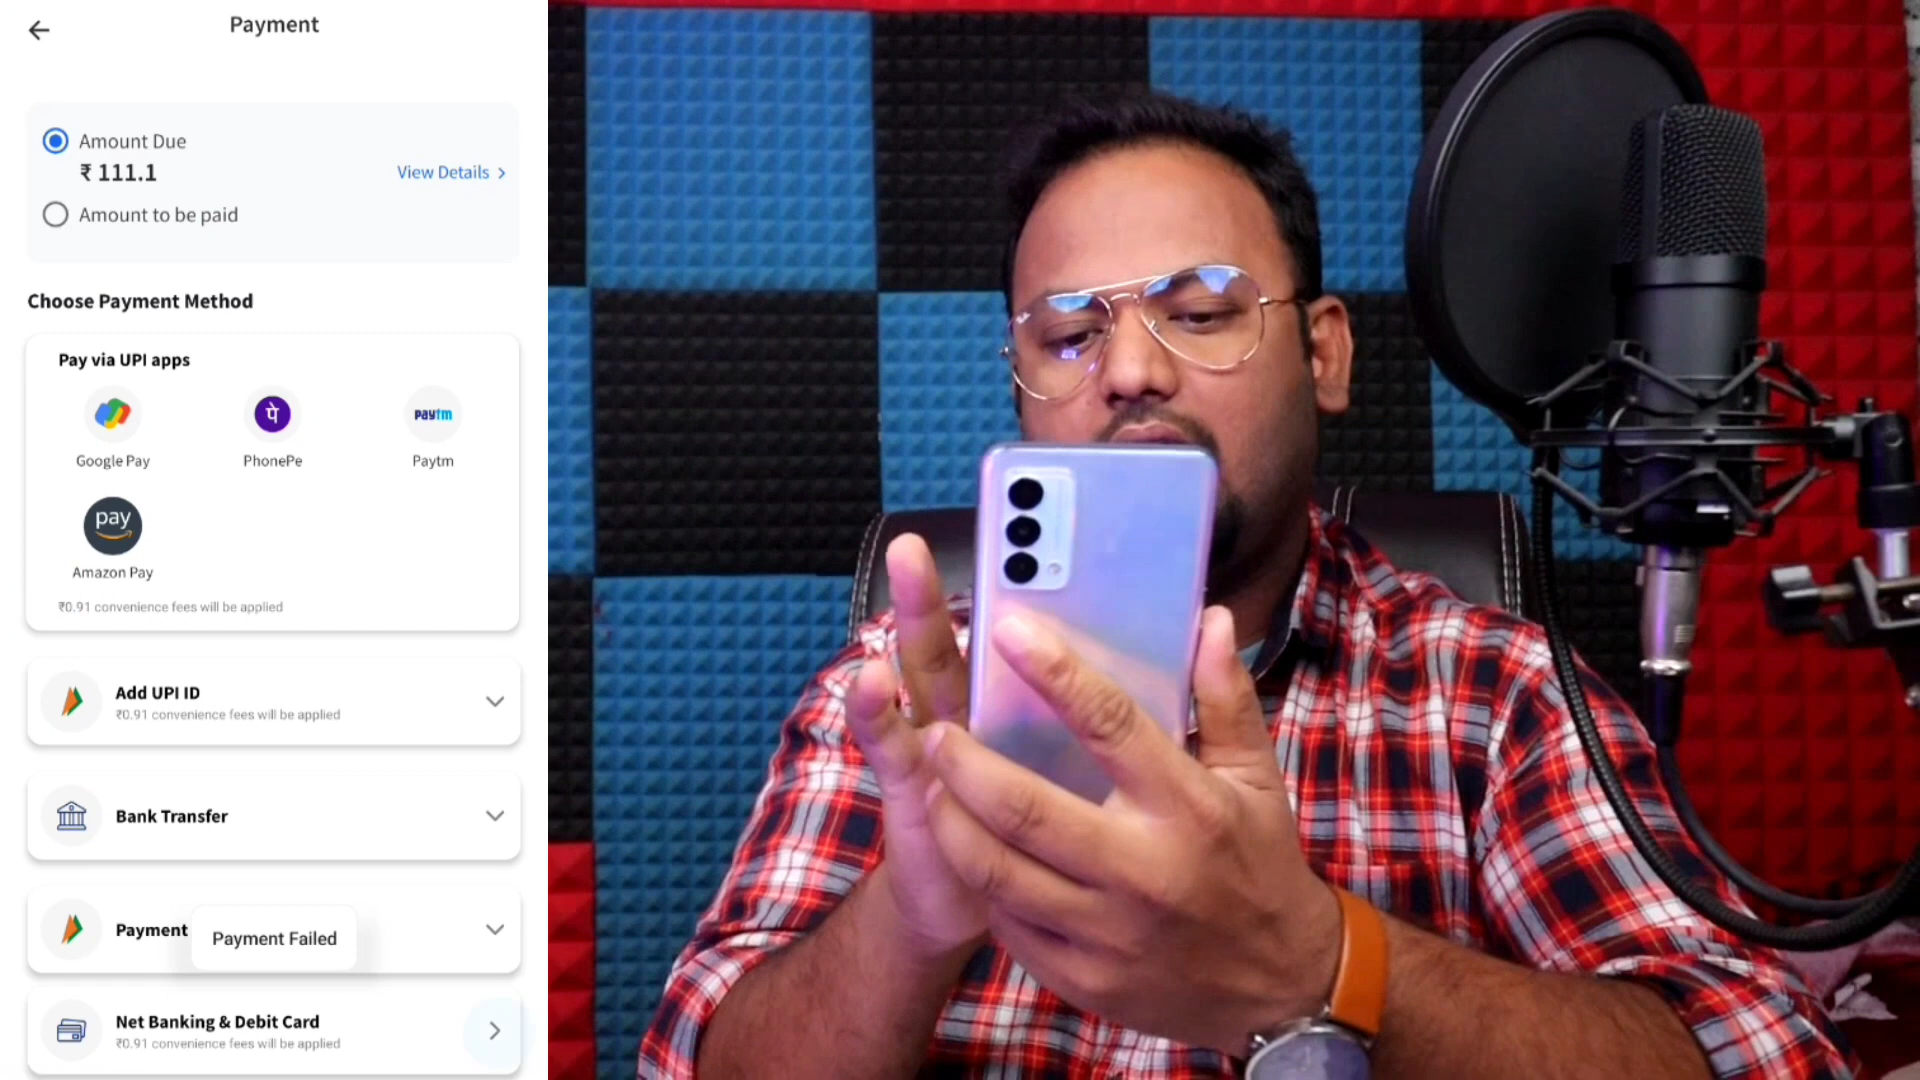 Payment
Amount Due
₹ 111.1
View Details
Amount to be paid
Choose Payment Method
Pay via UPI apps
पे
paytm
Google Pay
PhonePe
Paytm
pay
Amazon Pay
₹0.91 convenience fees will be applied
Add UPI ID
₹0.91 convenience fees will be applied
Bank Transfer
Payment
Payment Failed
Net Banking & Debit Card
₹0.91 convenience fees will be applied